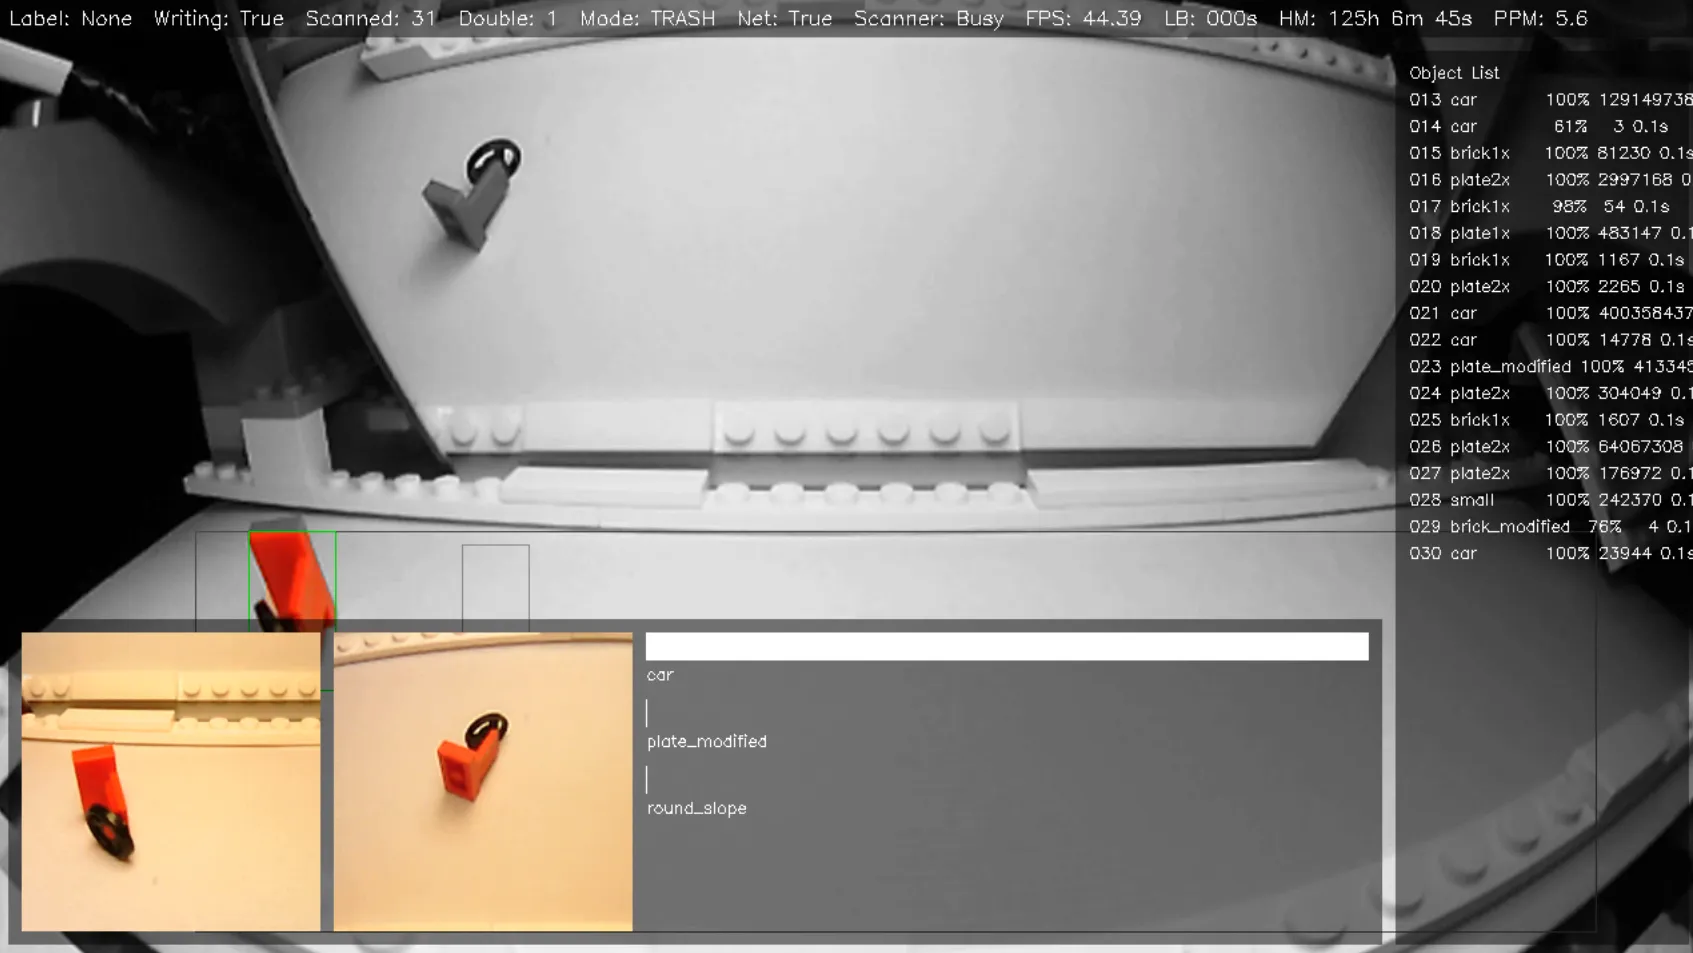 Label: None Writing: True Scanned: 31 Double: 1 Mode: TRASH Net: True Scanner: Busy FPS: 44.39 LB: 000s HM: 125h 6m 45s PPM: 5.6
Object List
013 car 100% 129149738
014 car 61% 3 0.1s
015 brick1x 100% 81230 0.1s
016 plate2x 100% 2997168 0
017 brick1x 98% 54 0.1s
018 plate1x 100% 483147 0.1
019 brick1x 100% 1167 0.1s
020 plate2x 100% 2265 0.1s
021 car 100% 400358437
022 car 100% 14778 0.1s
023 plate_modified 100% 413345
024 plate2x 100% 304049 0.1
025 brick1x 100% 1607 0.1s
026 plate2x 100% 64067308
027 plate2x 100% 176972 0.1
028 small 100% 242370 0.1
029 brick_modified 76% 4 0.1
030 car 100% 23944 0.1s
car
plate_modified
round_slope